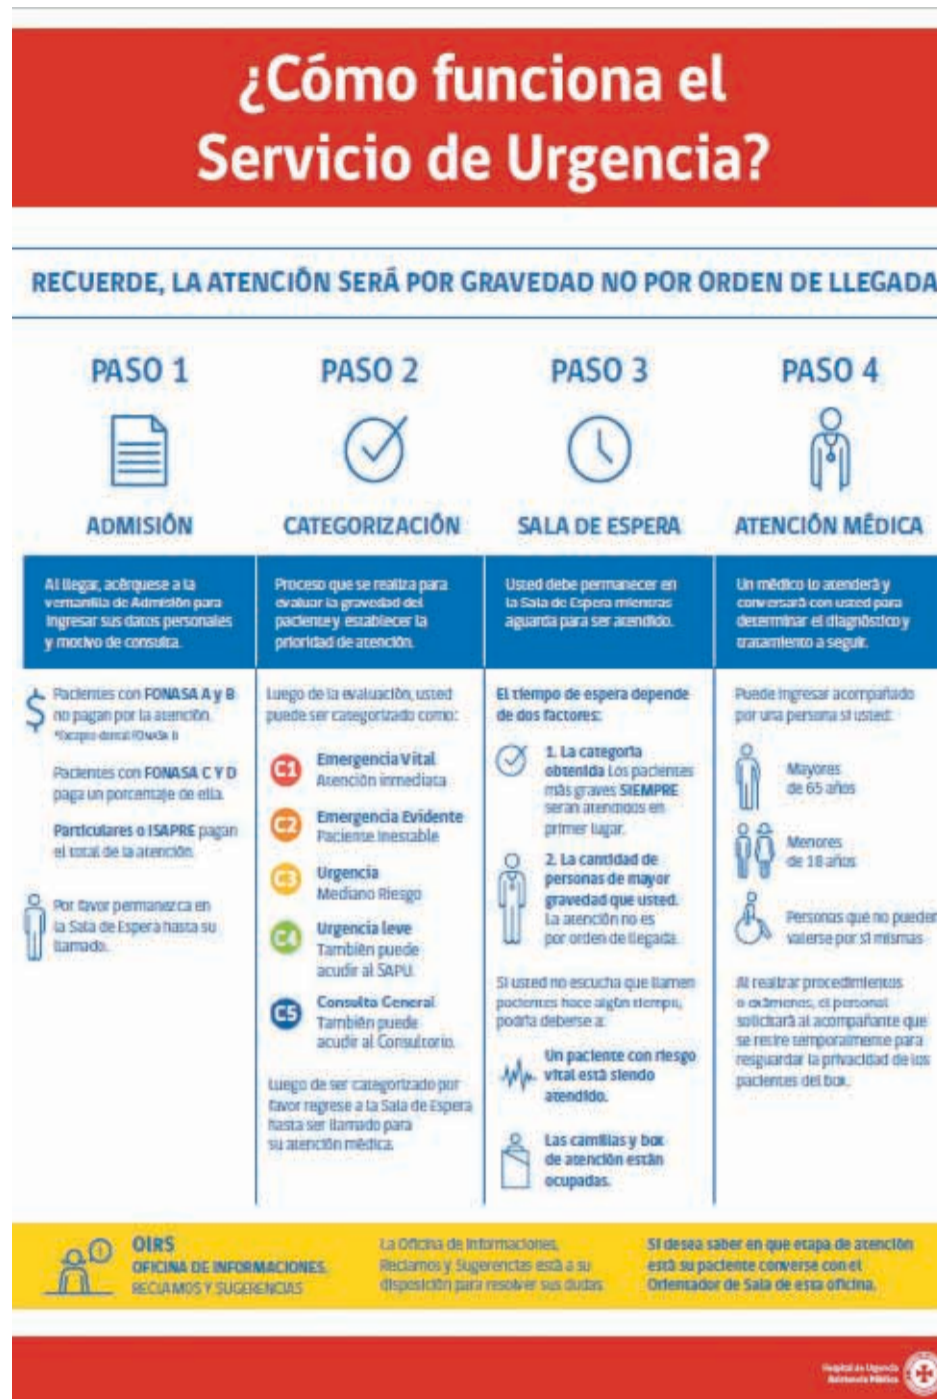 ¿Cómo funciona el
Servicio de Urgencia?
RECUERDE, LA ATENCIÓN SERÁ POR GRAVEDAD NO POR ORDEN DE LLEGADA
PASO 1
ADMISIÓN
Al llegar, acérquese a la
ventanilla de Admisión para
ingresar sus datos personales
y motivo de consulta.
$
Pacientes con FONASA A y B
no pagan por la atención.
*Excepto dental FONASA B
Pacientes con FONASA C Y D
paga un porcentaje de ella.
Particulares o ISAPRE pagan
el total de la atención.
Por favor permanezca en
la Sala de Espera hasta su
llamado.
PASO 2
CATEGORIZACIÓN
Proceso que se realiza para
evaluar la gravedad del
paciente y establecer la
prioridad de atención.
Luego de la evaluación, usted
puede ser categorizado como:
C1 Emergencia Vital
Atención inmediata
C2 Emergencia Evidente
Paciente Inestable
C3 Urgencia
Mediano Riesgo
C4 Urgencia leve
También puede
acudir al SAPU.
C5 Consulta General
También puede
acudir al Consultorio.
Luego de ser categorizado por
favor regrese a la Sala de Espera
hasta ser llamado para
su atención médica.
PASO 3
SALA DE ESPERA
Usted debe permanecer en
la Sala de Espera mientras
aguarda para ser atendido.
El tiempo de espera depende
de dos factores:
1. La categoría
obtenida Los pacientes
más graves SIEMPRE
serán atendidos en
primer lugar.
2. La cantidad de
personas de mayor
gravedad que usted.
La atención no es
por orden de llegada.
Si usted no escucha que llamen
pacientes hace algún tiempo,
podría deberse a:
Un paciente con riesgo
vital está siendo
atendido.
Las camillas y box
de atención están
ocupadas.
PASO 4
ATENCIÓN MÉDICA
Un médico lo atenderá y
conversará con usted para
determinar el diagnóstico y
tratamiento a seguir.
Puede ingresar acompañado
por una persona si usted:
Mayores
de 65 años
Menores
de 18 años
Personas que no pueden
valerse por si mismas
Al realizar procedimientos
o exámenes, el personal
solicitará al acompañante que
se retire temporalmente para
resguardar la privacidad de los
pacientes del box.
OIRS
OFICINA DE INFORMACIONES,
RECLAMOS Y SUGERENCIAS
La Oficina de Informaciones,
Reclamos y Sugerencias está a su
disposición para resolver sus dudas.
Si desea saber en que etapa de atención
está su paciente converse con el
Orientador de Sala de esta oficina.
Hospital de Urgencia
Asistencia Pública